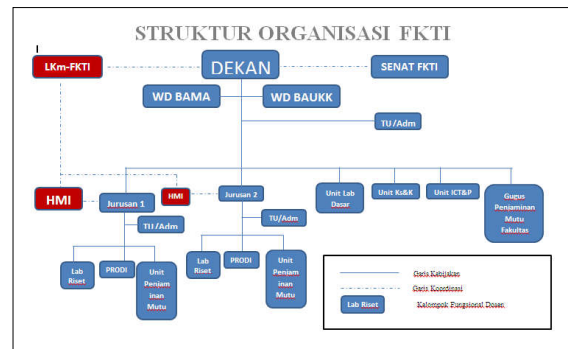 STRUKTUR ORGANISASI FKTI
LKm-FKTI
DEKAN
SENAT FKTI
WD BAMA
WD BAUKK
TU /Adm
HMI
Jurusan 1
HMI
Jurusan 2
Unit Lab
Dasar
Unit Ks&K
Unit ICT&P
Gugus
Penjaminan
Mutu
Fakultas
TU/Adm
TU/Adm
Lab
Riset
PRODI
Unit
Penjam
inan
Mutu
Lab
Riset
PRODI
Unit
Penjam
inan
Mutu
Garis Kebijakan
Garis Koordinasi
Lab Riset
Kelompok Fungsional Dosen